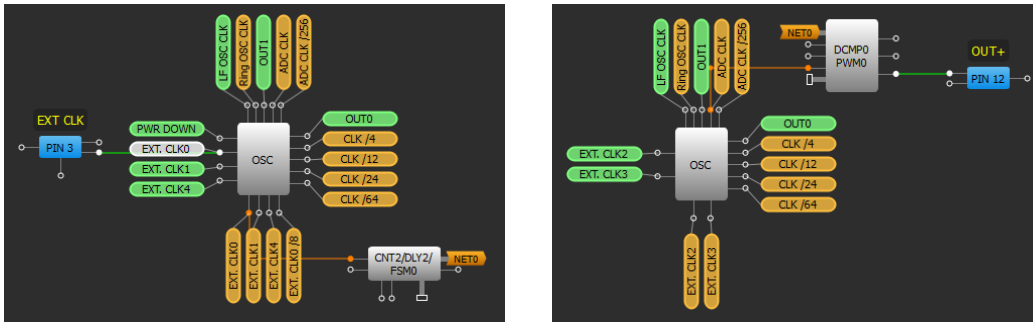 LF OSC CLK
Ring OSC CLK
OUT1
ADC CLK
ADC CLK /256
EXT CLK
PIN 3
PWR DOWN
EXT. CLK0
EXT. CLK1
EXT. CLK4
OSC
OUT0
CLK /4
CLK /12
CLK /24
CLK /64
EXT. CLK0
EXT. CLK1
EXT. CLK4
EXT. CLK0 /8
CNT2/DLY2/
FSM0
NET0
LF OSC CLK
Ring OSC CLK
OUT1
ADC CLK
ADC CLK /256
NET0
DCMP0
PWM0
OUT+
PIN 12
EXT. CLK2
EXT. CLK3
OSC
OUT0
CLK /4
CLK /12
CLK /24
CLK /64
EXT. CLK2
EXT. CLK3